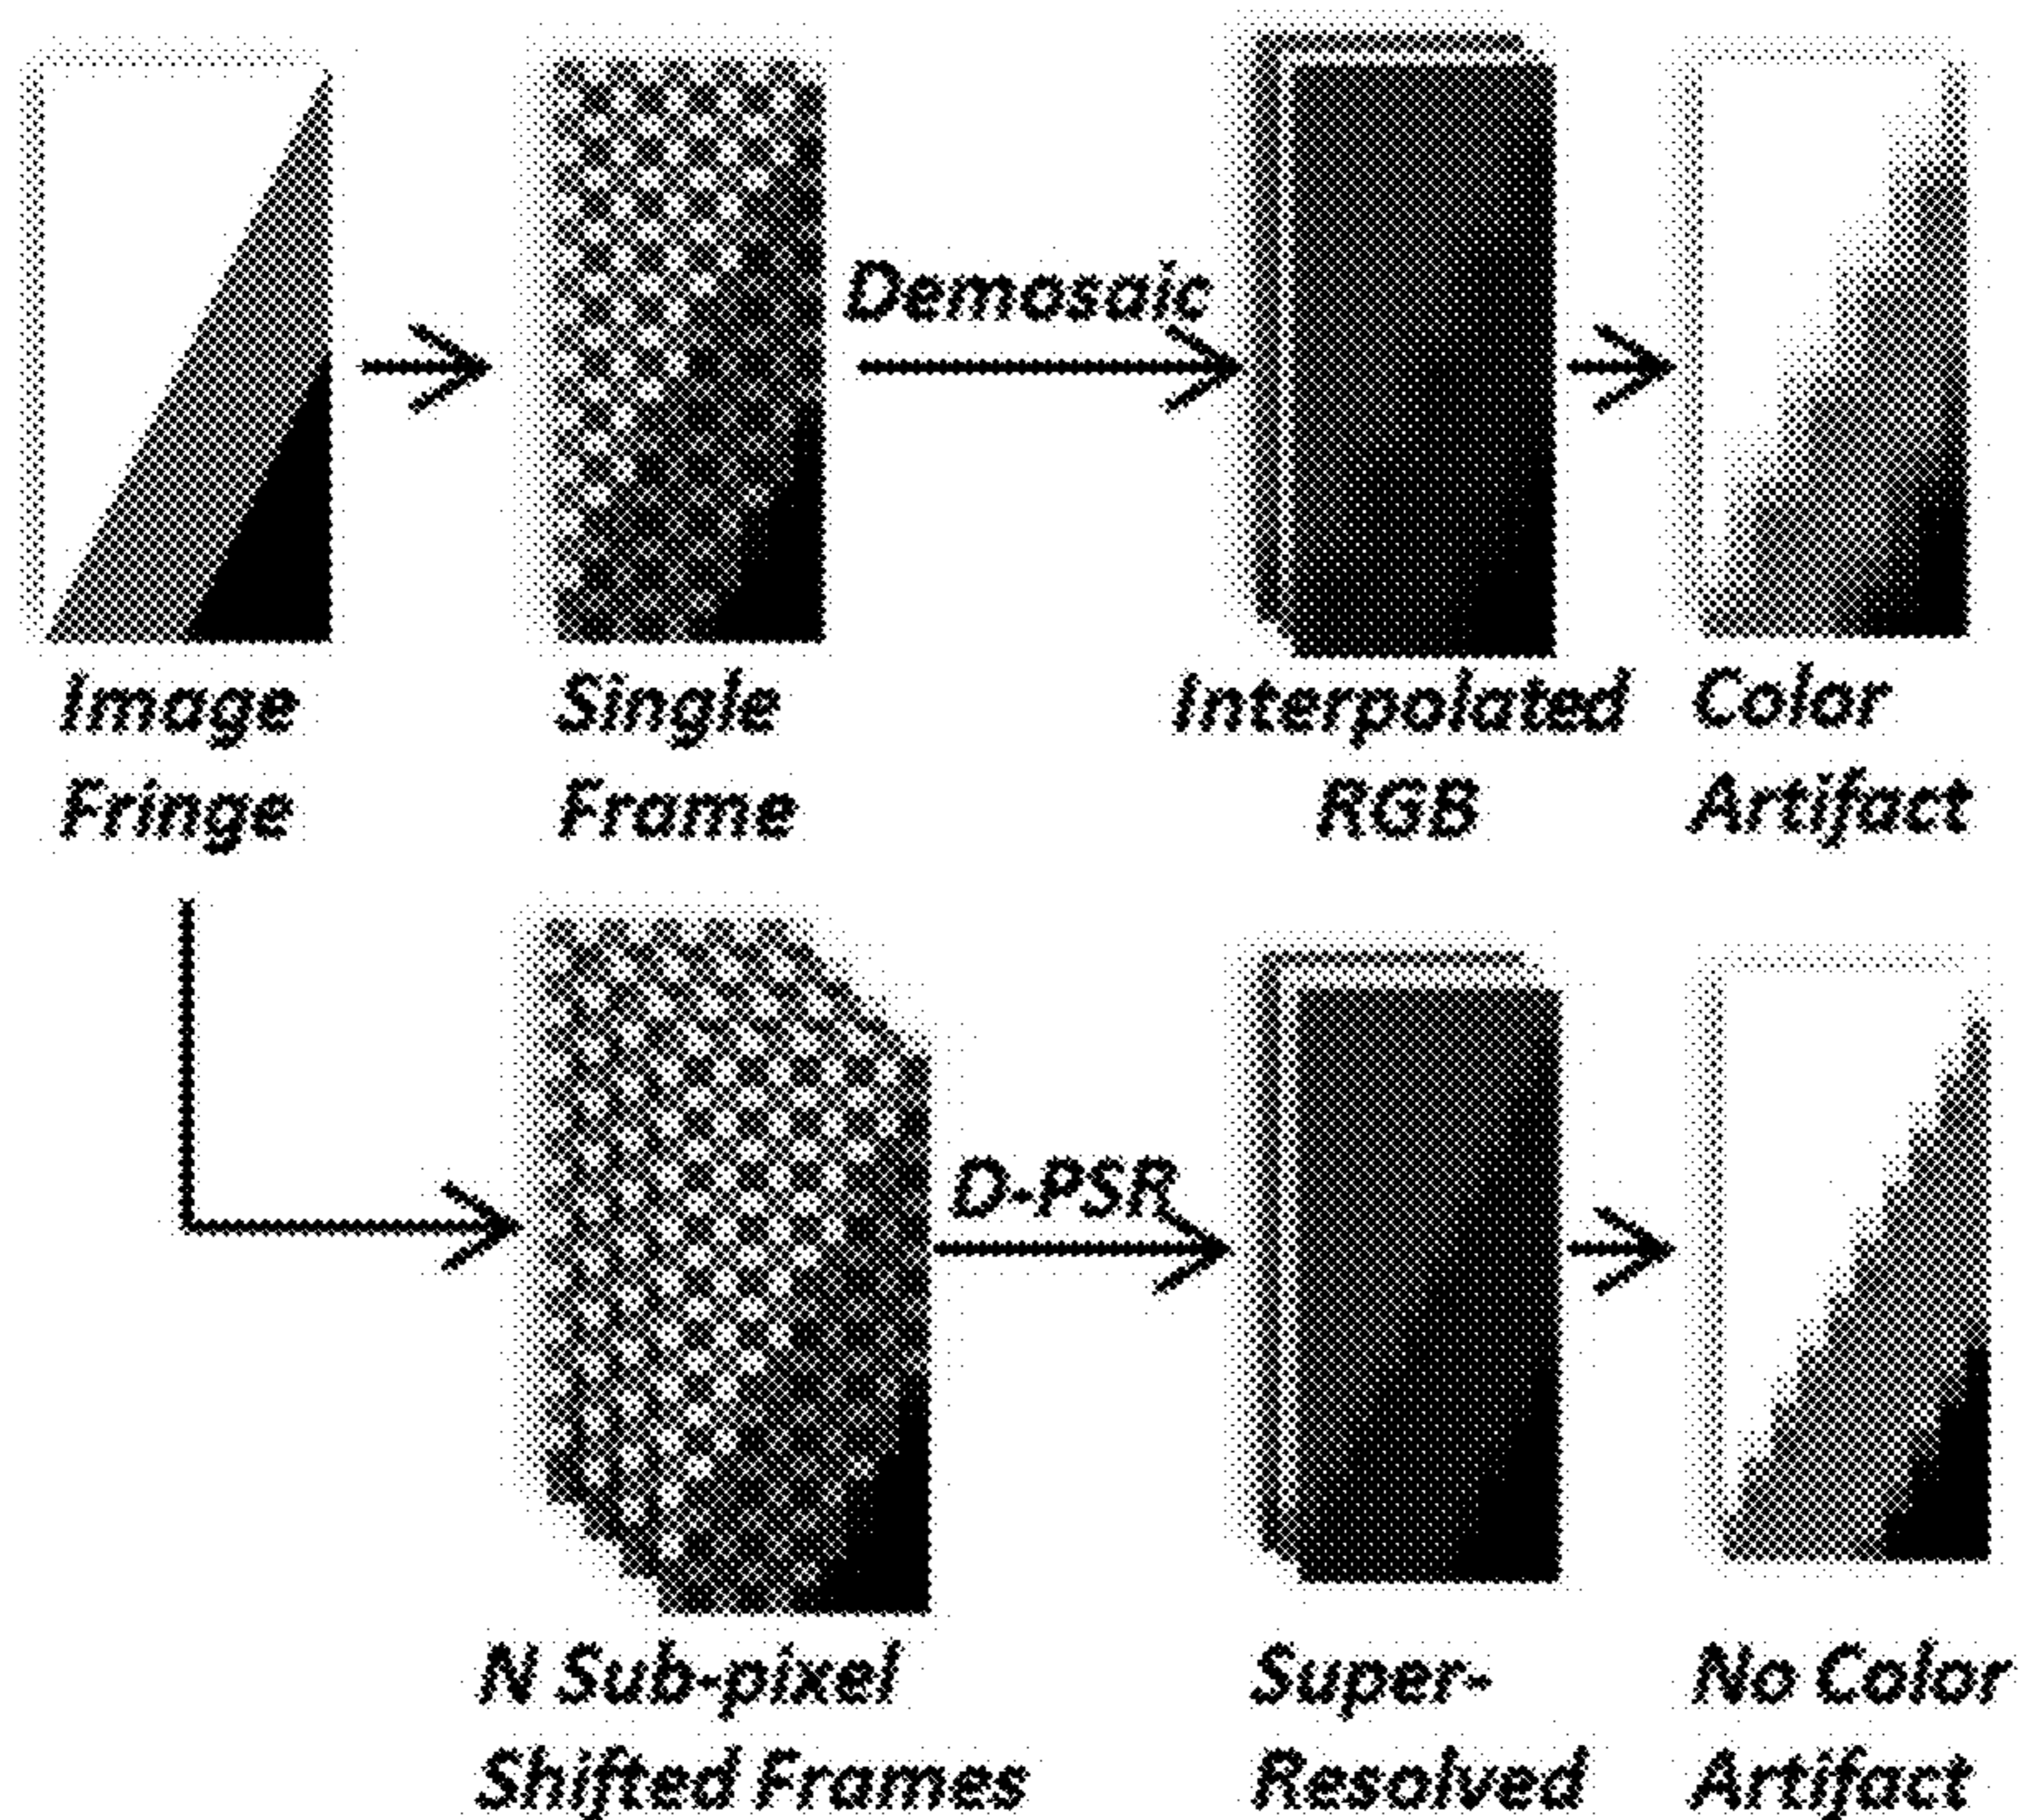 Demosaic
Image
Fringe
Single
Frame
Interpolated
RGB
Color
Artifact
D-PSR
N Sub-pixel
Shifted Frames
Super-
Resolved
No Color
Artifact